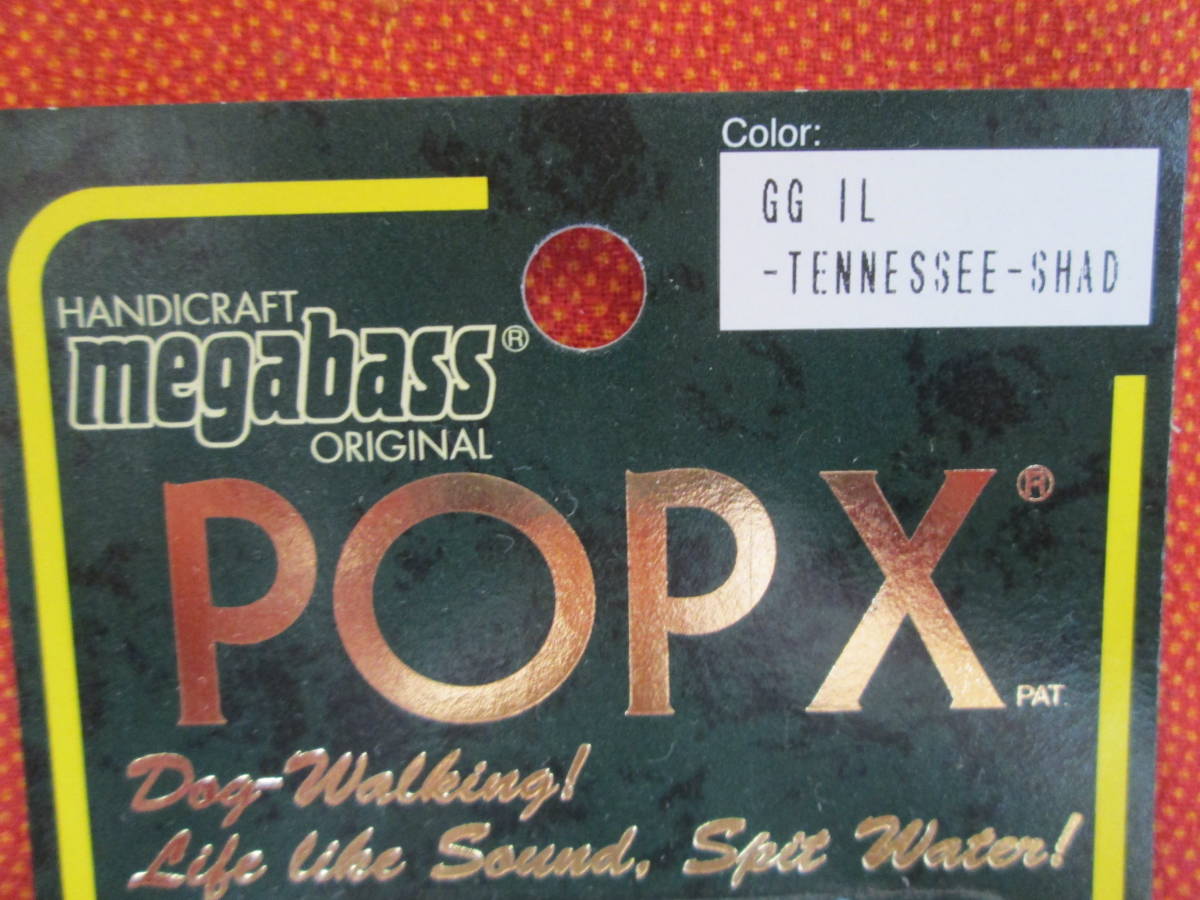 Color:
GG IL
-TENNESSEE-SHAD
HANDICRAFT
megabass®
ORIGINAL
POPX®
PAT.
Dog-Walking!
Life like Sound, Spit Water!